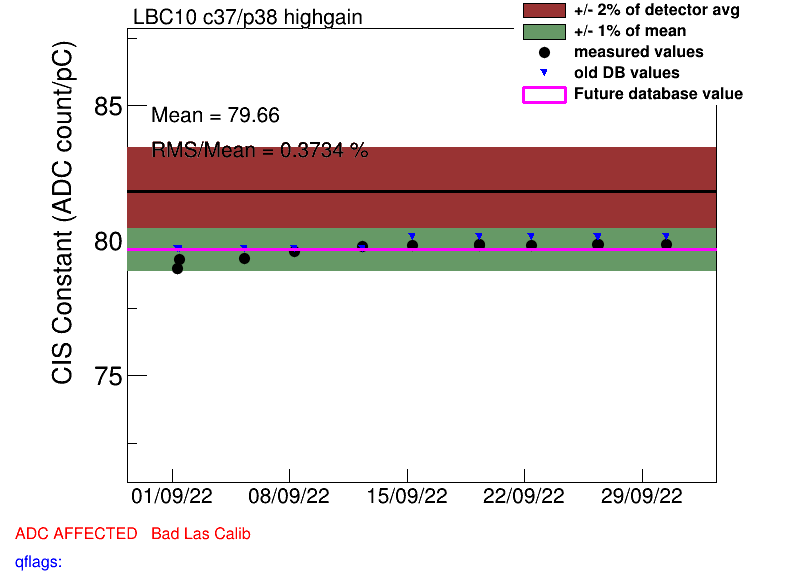 LBC10 c37/p38 highgain
+/- 2% of detector avg
+/- 1% of mean
measured values
old DB values
Future database value
Mean = 79.66
RMS/Mean = 0.3734 %
CIS Constant (ADC count/pC)
85
80
75
01/09/22 08/09/22 15/09/22 22/09/22 29/09/22
ADC AFFECTED Bad Las Calib
qflags: